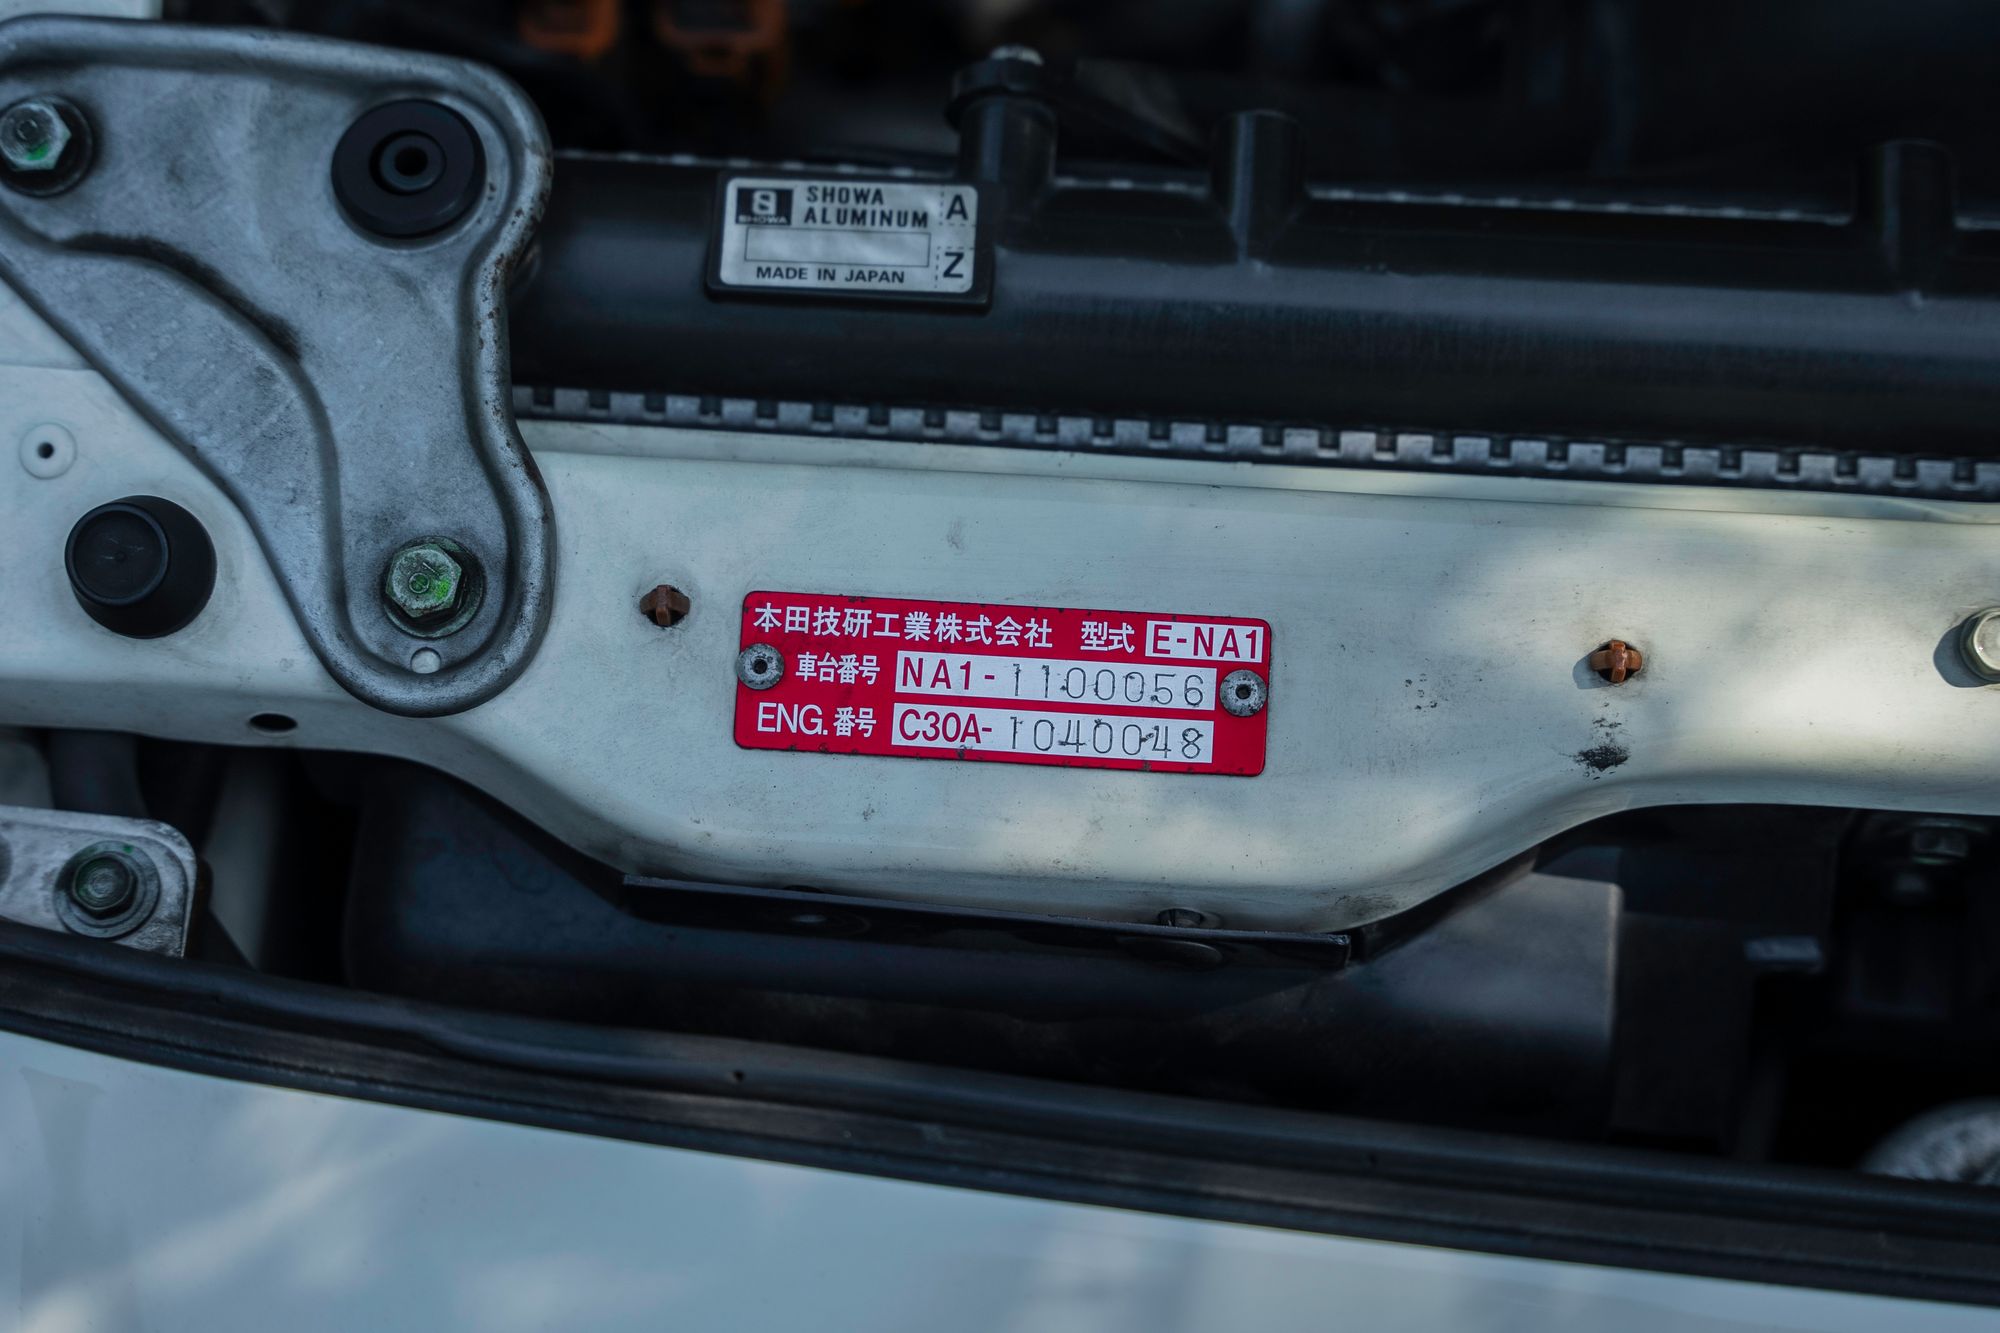 S SHOWA
SHOWA ALUMINUM
A
Z
MADE IN JAPAN
本田技研工業株式会社 型式 E-NA1
車台番号 NA1-1100056
ENG.番号 C30A-1040048